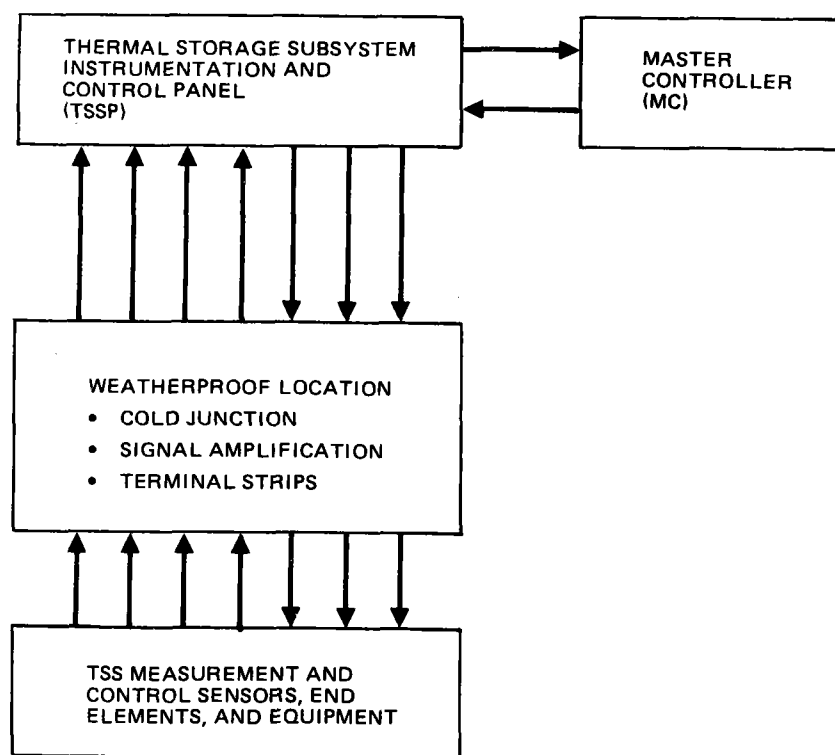 THERMAL STORAGE SUBSYSTEM
INSTRUMENTATION AND
CONTROL PANEL
(TSSP)
MASTER
CONTROLLER
(MC)
WEATHERPROOF LOCATION
• COLD JUNCTION
• SIGNAL AMPLIFICATION
• TERMINAL STRIPS
TSS MEASUREMENT AND
CONTROL SENSORS, END
ELEMENTS, AND EQUIPMENT